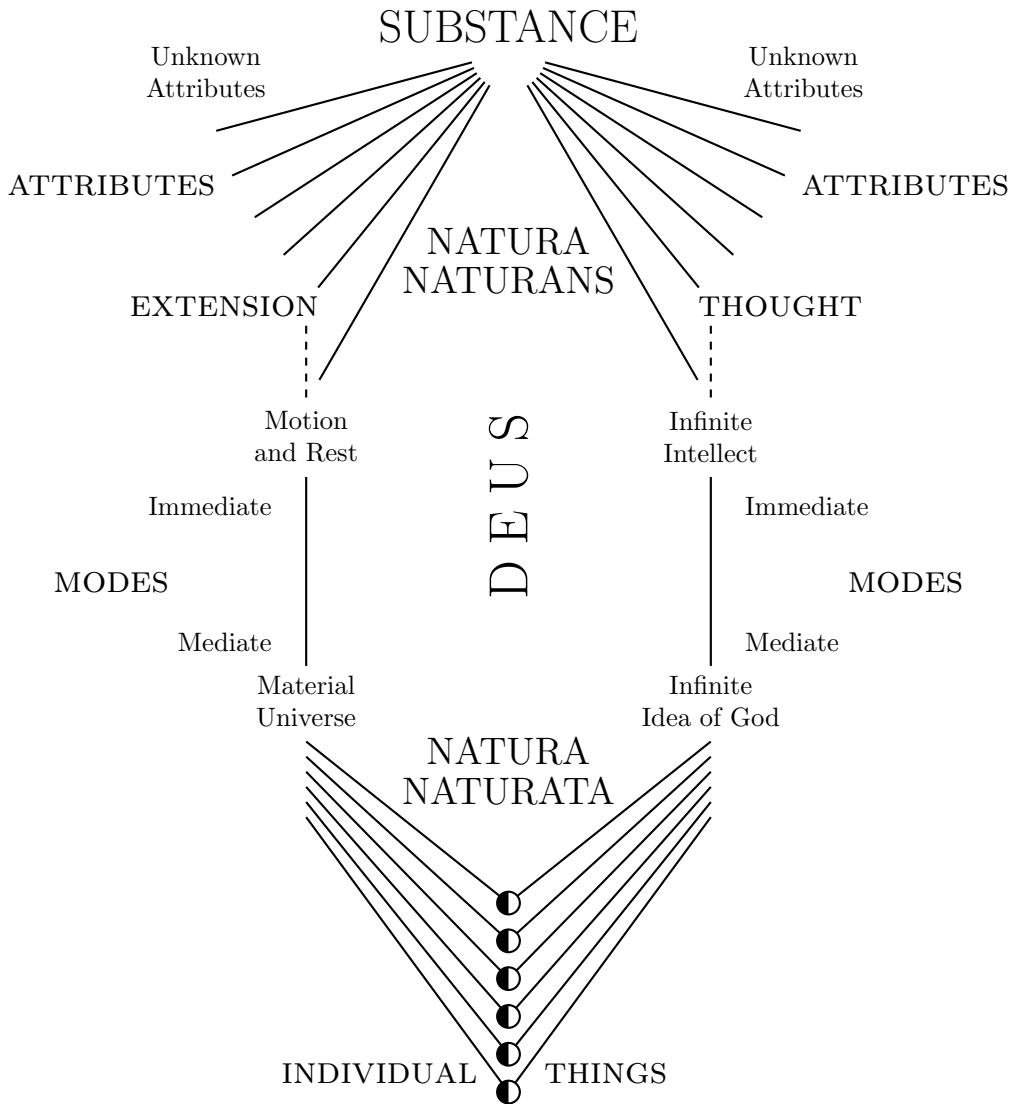 SUBSTANCE
Unknown
Attributes
Unknown
Attributes
ATTRIBUTES
ATTRIBUTES
NATURA
NATURANS
EXTENSION
THOUGHT
Motion
and Rest
DEUS
Infinite
Intellect
Immediate
Immediate
MODES
MODES
Mediate
Mediate
Material
Universe
Infinite
Idea of God
NATURA
NATURATA
INDIVIDUAL THINGS